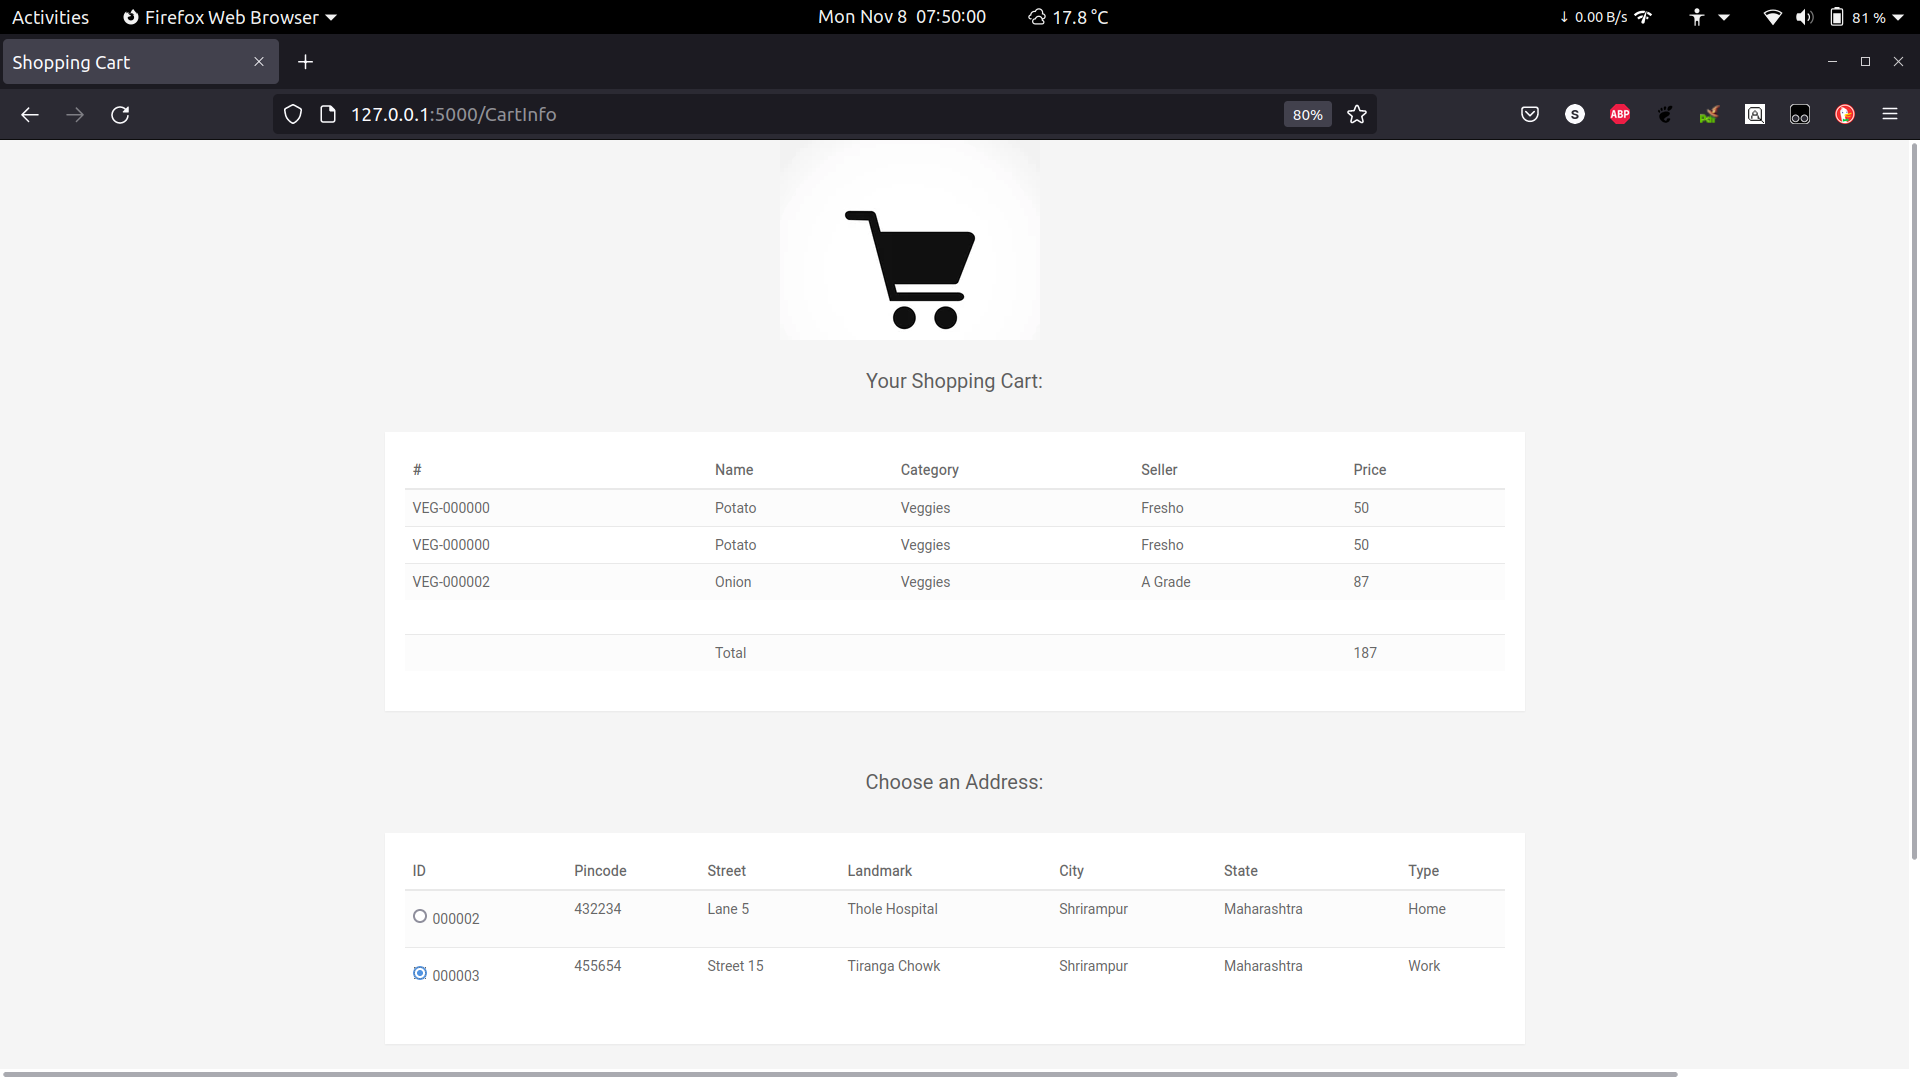 Activities Firefox Web Browser Mon Nov 8 07:50:00 17.8 °C ↓ 0.00 B/s 81 %
Shopping Cart
127.0.0.1:5000/CartInfo 80% S ABP
Your Shopping Cart:
# Name Category Seller Price
VEG-000000 Potato Veggies Fresho 50
VEG-000000 Potato Veggies Fresho 50
VEG-000002 Onion Veggies A Grade 87
Total 187
Choose an Address:
ID Pincode Street Landmark City State Type
000002 432234 Lane 5 Thole Hospital Shrirampur Maharashtra Home
000003 455654 Street 15 Tiranga Chowk Shrirampur Maharashtra Work